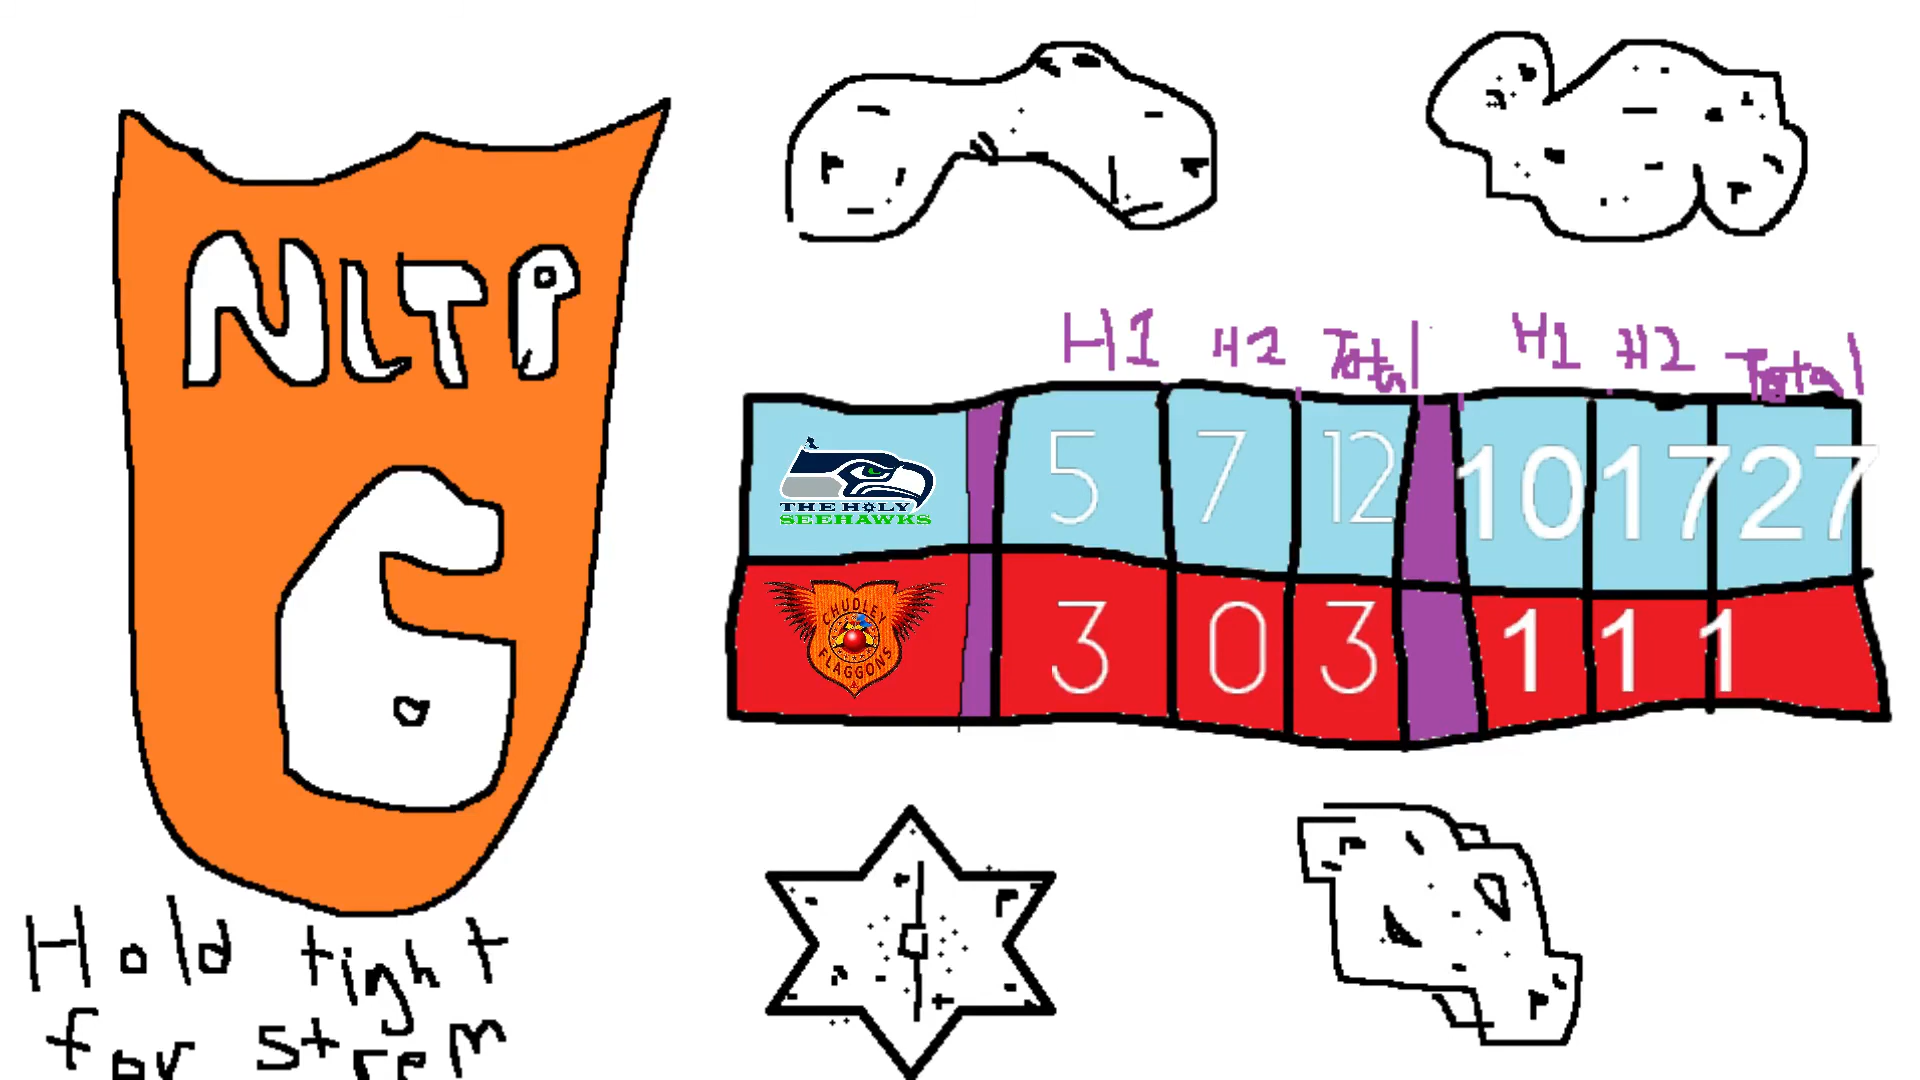 NLTP
6
Hold tight
for strem
H1 H2 Total H1 H2 Total
THE HOLY
SEEHAWKS
5 7 12 10 17 27
CHUDLEY
FLAGGONS
3 0 3 1 1 1